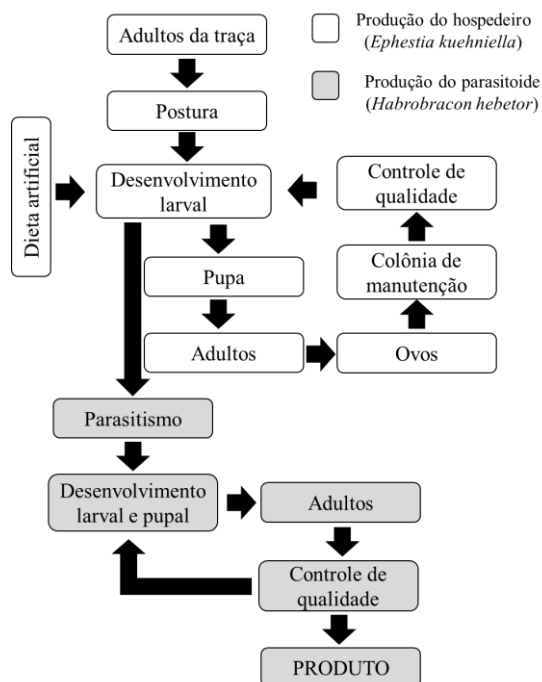 Adultos da traça
Produção do hospedeiro
(Ephestia kuehniella)
Produção do parasitoide
(Habrobracon hebetor)
Postura
Dieta artificial
Desenvolvimento
larval
Controle de
qualidade
Pupa
Colônia de
manutenção
Adultos
Ovos
Parasitismo
Desenvolvimento
larval e pupal
Adultos
Controle de
qualidade
PRODUTO